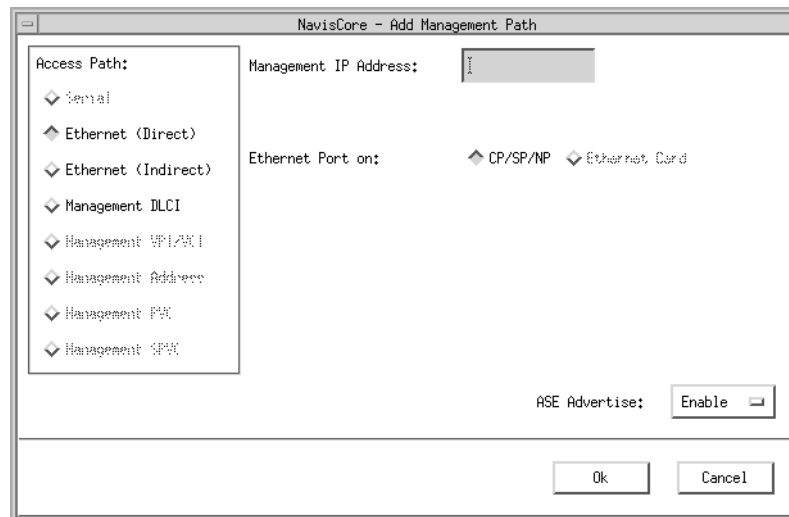 NavisCore - Add Management Path
Access Path:
Serial
Ethernet (Direct)
Ethernet (Indirect)
Management DLCI
Management VPI/VCI
Management Address
Management PVC
Management SPVC
Management IP Address:
Ethernet Port on: CP/SP/NP Ethernet Card
ASE Advertise: Enable
Ok Cancel